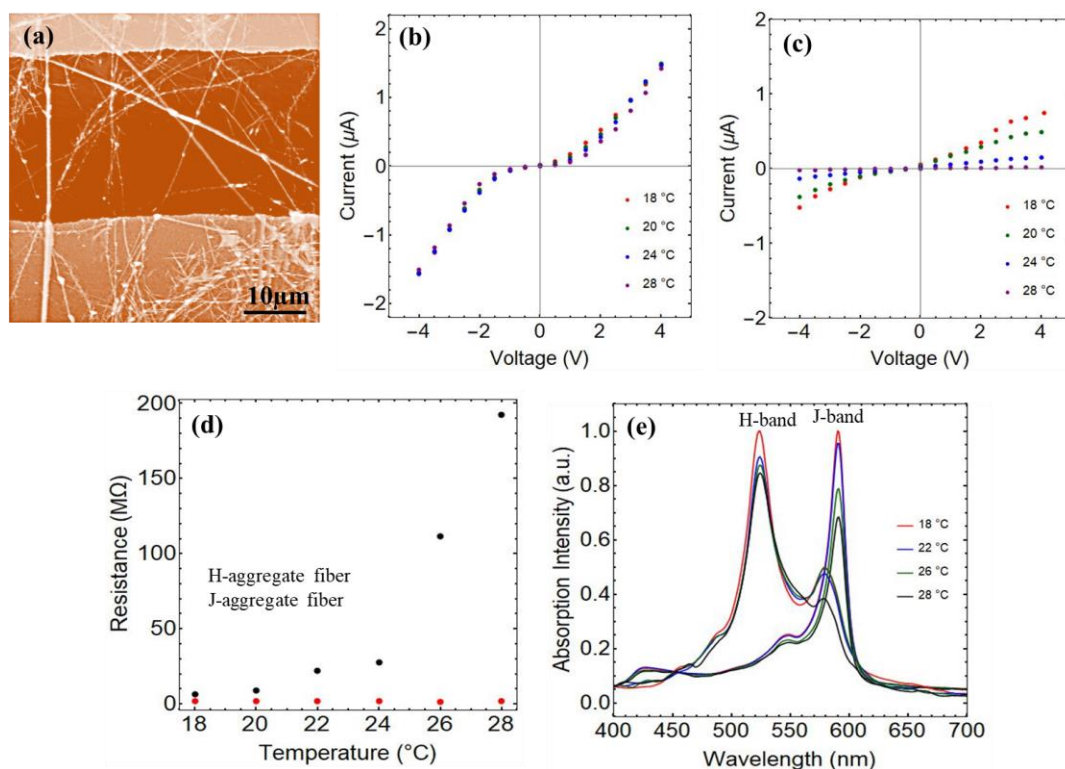 (a)
10μm
(b)
2
1
0
−1
−2
Current (μA)
−4 −2 0 2 4
Voltage (V)
18 °C
20 °C
24 °C
28 °C
(c)
2
1
0
−1
−2
Current (μA)
−4 −2 0 2 4
Voltage (V)
18 °C
20 °C
24 °C
28 °C
(d)
200
150
100
50
0
Resistance (MΩ)
H-aggregate fiber
J-aggregate fiber
18 20 22 24 26 28
Temperature (°C)
(e)
H-band J-band
1.0
0.8
0.6
0.4
0.2
0.0
Absorption Intensity (a.u.)
18 °C
22 °C
26 °C
28 °C
400 450 500 550 600 650 700
Wavelength (nm)